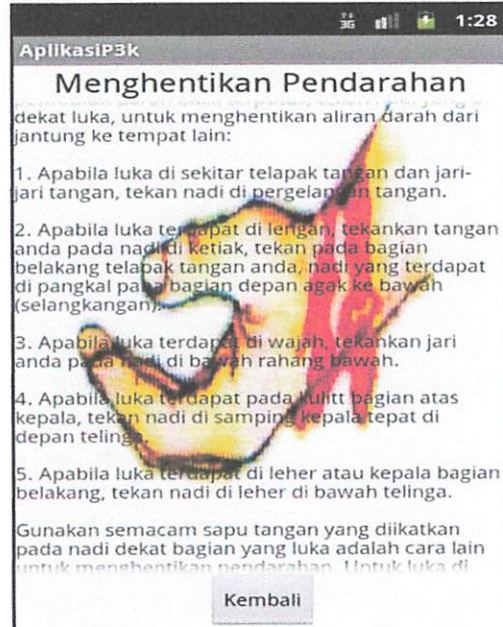 3G 1:28
AplikasiP3k
Menghentikan Pendarahan
dekat luka, untuk menghentikan aliran darah dari
jantung ke tempat lain:
1. Apabila luka di sekitar telapak tangan dan jari-
jari tangan, tekan nadi di pergelangan tangan.
2. Apabila luka terdapat di lengan, tekankan tangan
anda pada nadi di ketiak, tekan pada bagian
belakang telapak tangan anda, nadi yang terdapat
di pangkal paha bagian depan agak ke bawah
(selangkangan).
3. Apabila luka terdapat di wajah, tekankan jari
anda pada nadi di bawah rahang bawah.
4. Apabila luka terdapat pada kulitt bagian atas
kepala, tekan nadi di samping kepala tepat di
depan telinga.
5. Apabila luka terdapat di leher atau kepala bagian
belakang, tekan nadi di leher di bawah telinga.
Gunakan semacam sapu tangan yang diikatkan
pada nadi dekat bagian yang luka adalah cara lain
untuk menghentikan pendarahan. Untuk luka di
Kembali